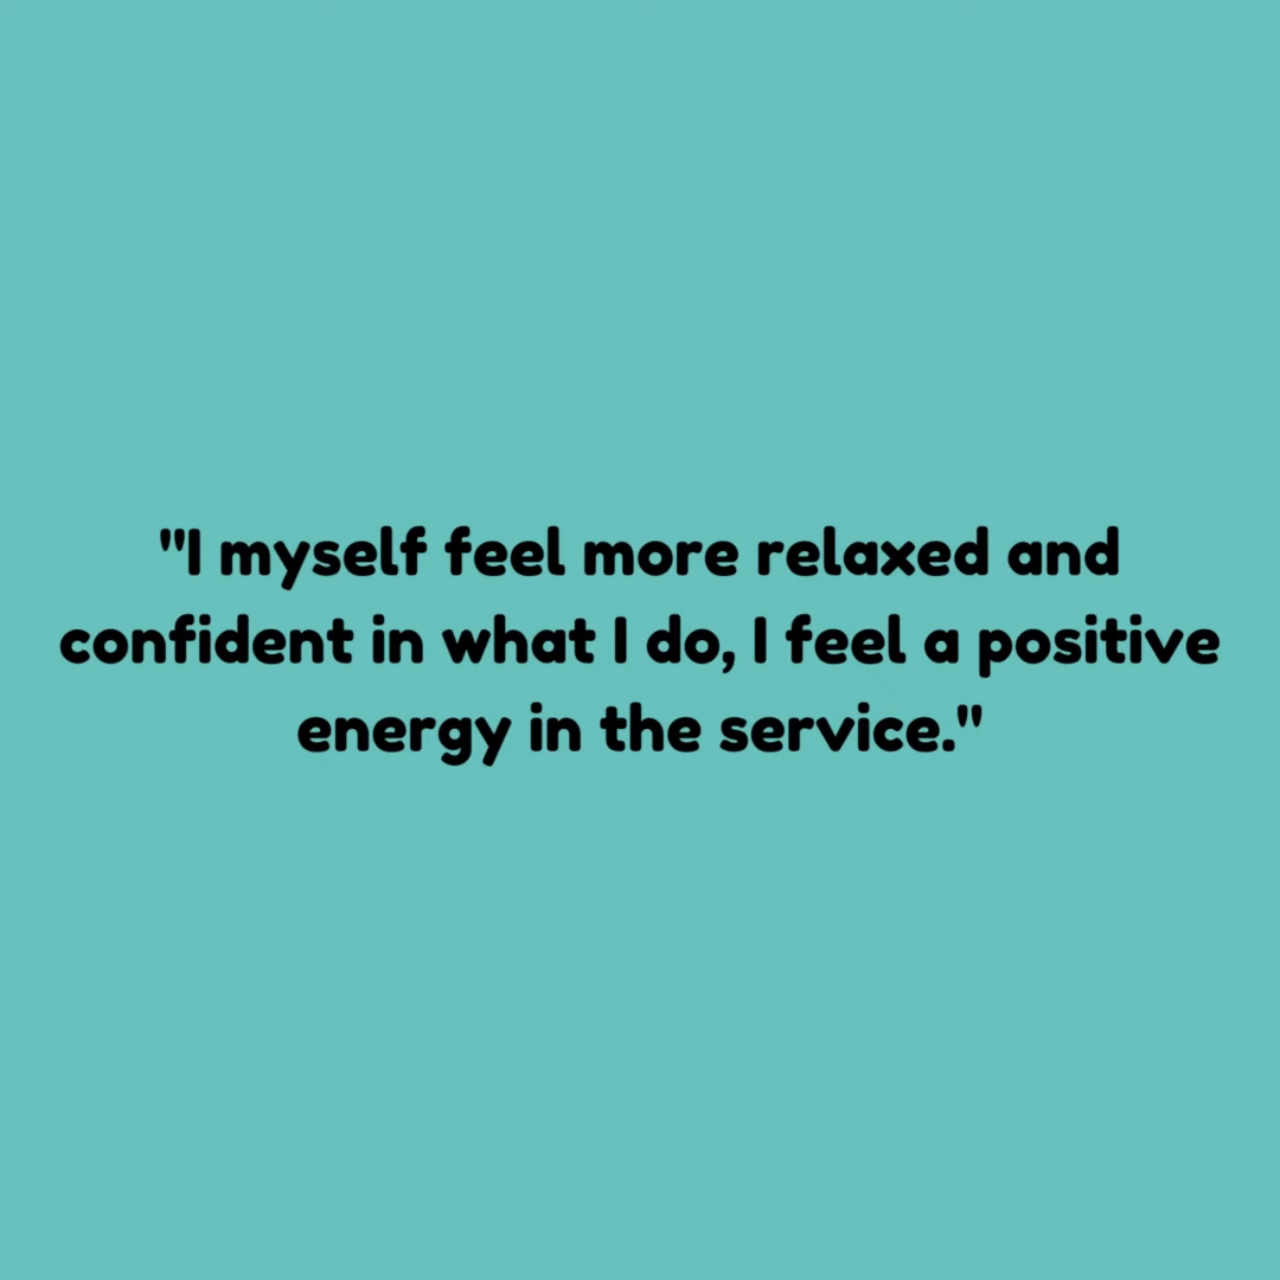 "I myself feel more relaxed and
confident in what I do, I feel a positive
energy in the service."